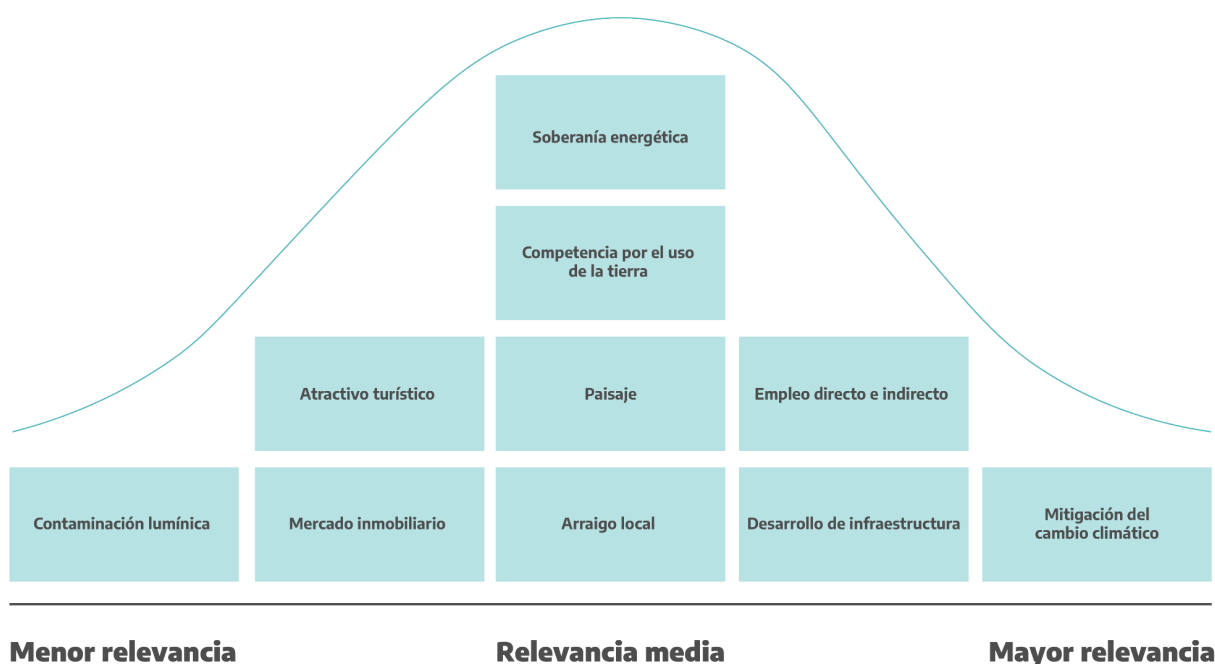 Soberanía energética
Competencia por el uso
de la tierra
Atractivo turístico
Paisaje
Empleo directo e indirecto
Contaminación lumínica
Mercado inmobiliario
Arraigo local
Desarrollo de infraestructura
Mitigación del
cambio climático
Menor relevancia
Relevancia media
Mayor relevancia